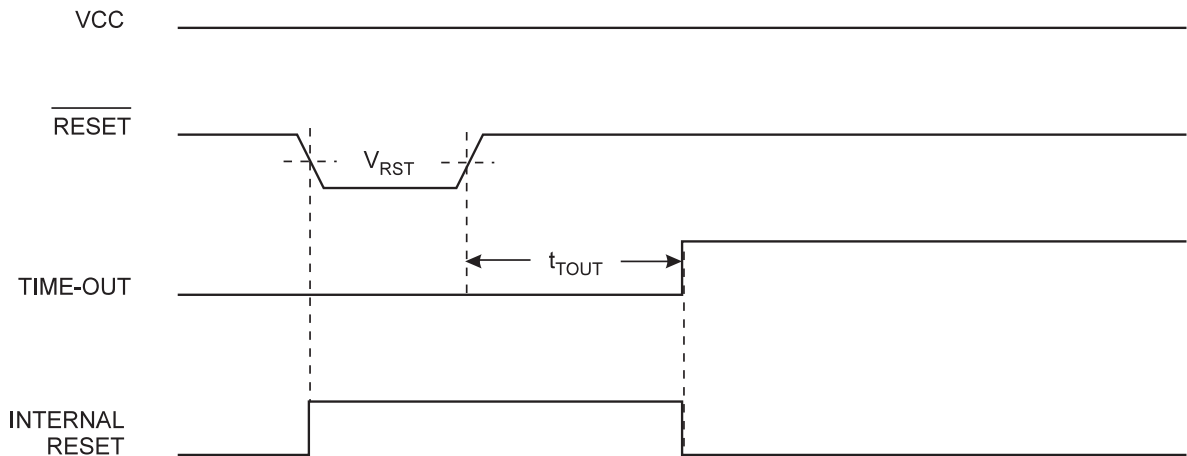 VCC
RESET
V_RST
t_TOUT
TIME-OUT
INTERNAL
RESET